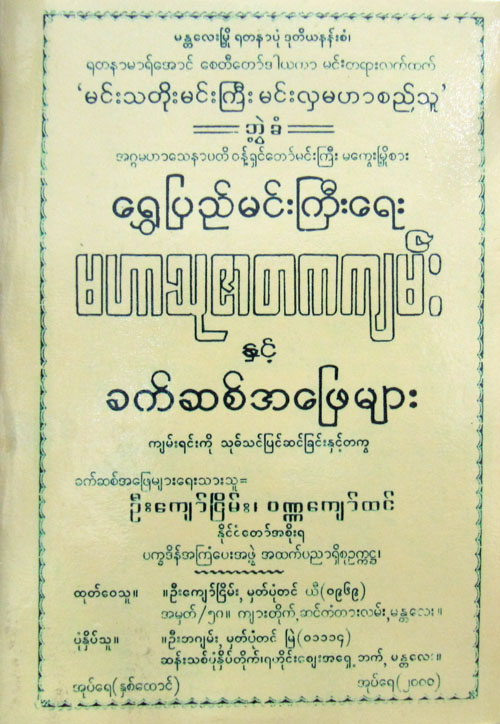 မန္တလေးမြို့ ရတနာပုံ ဒုတိယနန်းစံ၊
ရတနာမာရ်အောင် စေတီတော်ဒါယကာ မင်းတရားလက်ထက်
‘မင်းသတိုးမင်းကြီး မင်းလှမဟာစည်သူ’
ဘွဲ့ခံ
အဂ္ဂမဟာသေနာပတိ ဝန်ရှင်တော်မင်းကြီး မကွေးမြို့စား
ရွှေပြည်မင်းကြီးရေး
မဟာသုဇာတကကျမ်း
နှင့်
ခက်ဆစ်အဖြေများ
ကျမ်းရင်းကို သုဓ်သင်ပြင်ဆင်ခြင်းနှင့်တကွ
ခက်ဆစ်အဖြေများရေးသားသူ=
ဦးကျော်ငြိမ်း၊ ဝဏ္ဏကျော်ထင်
နိုင်ငံတော်အစိုးရ
ပက္ခဒိန်အကြံပေးအဖွဲ့ အထက်ပညာရှိစုဥက္ကဋ္ဌ၊
ထုတ်ဝေသူ။ ။ဦးကျော်ငြိမ်း, မှတ်ပုံတင် ယီ(၀၉၆၉)
အမှတ်/၅၈။ ကျားတိုက်,ဘင်ကံတားလမ်း,မန္တလေး။
ပုံနှိပ်သူ။ ။ဦးဘဂျမ်း, မှတ်ပုံတင် မြဲ(၀၁၁၁၄)
ဆန်းသစ်ပုံနှိပ်တိုက်၊ရဟိုင်းဈေးအရှေ့ဘက်, မန္တလေး။
အုပ်ရေ(နှစ်ထောင်) အုပ်ရေ(၂၀၀၀)